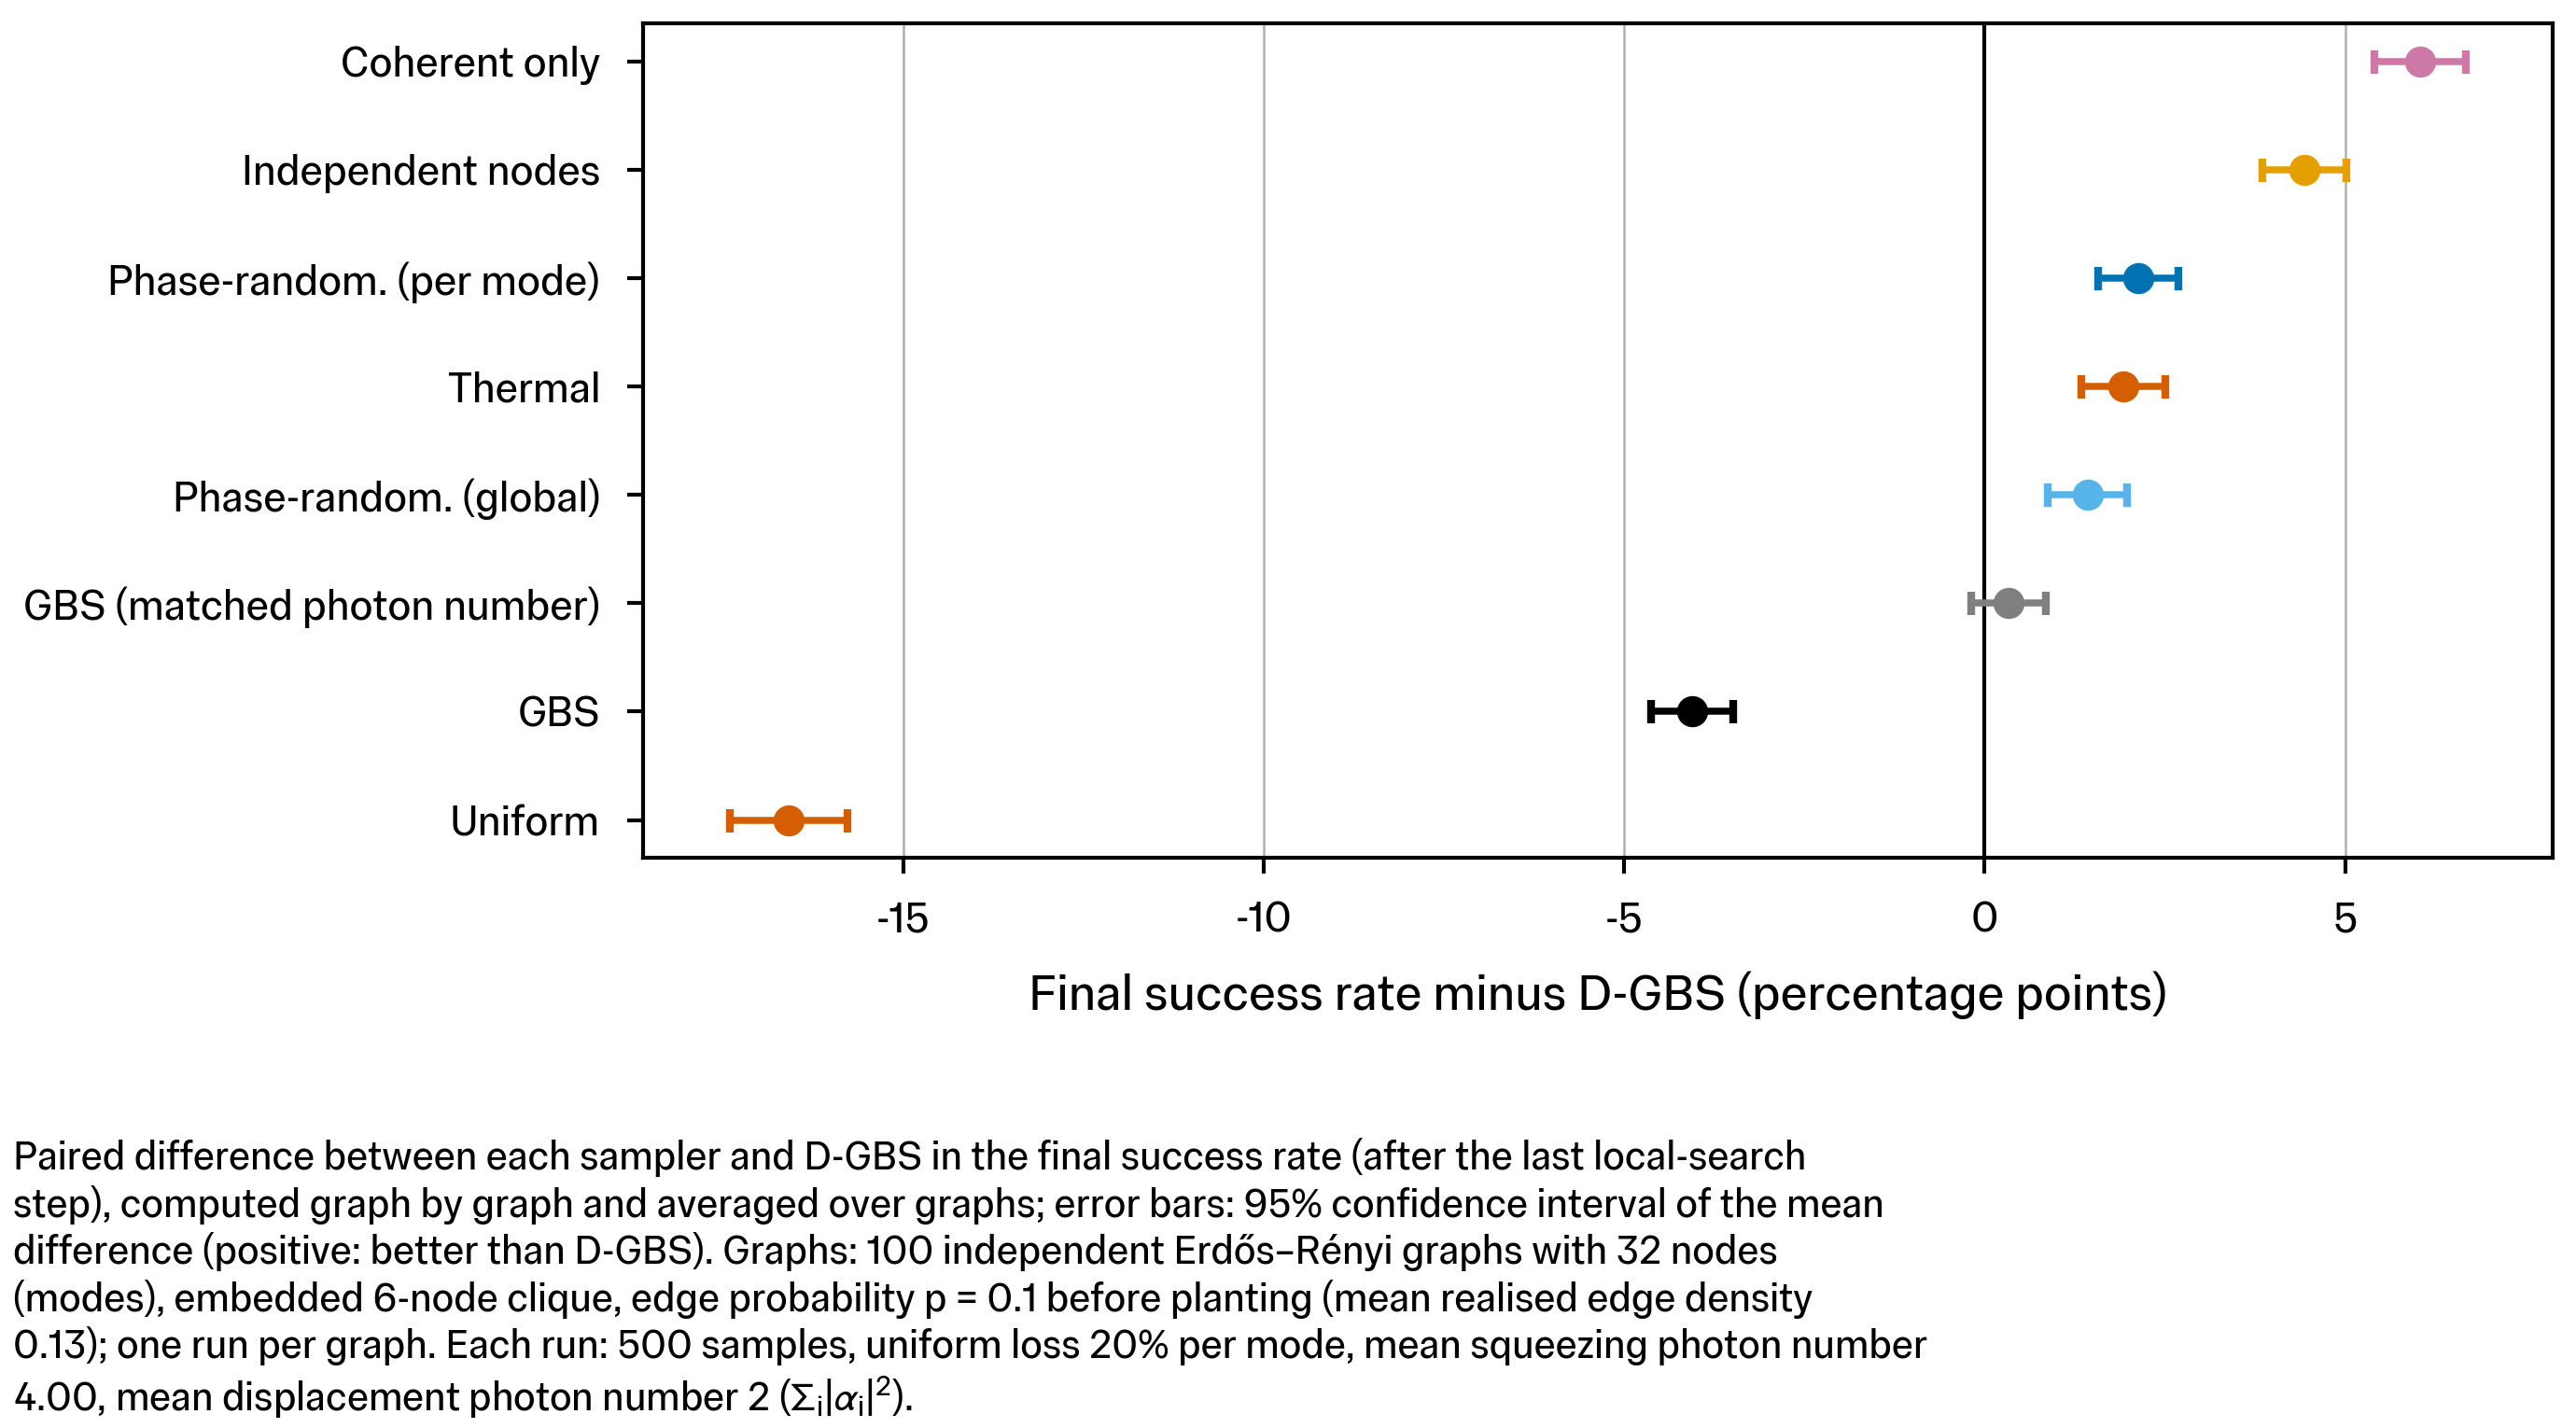 Coherent only
Independent nodes
Phase-random. (per mode)
Thermal
Phase-random. (global)
GBS (matched photon number)
GBS
Uniform
-15 -10 -5 0 5
Final success rate minus D-GBS (percentage points)
Paired difference between each sampler and D-GBS in the final success rate (after the last local-search
step), computed graph by graph and averaged over graphs; error bars: 95% confidence interval of the mean
difference (positive: better than D-GBS). Graphs: 100 independent Erdős–Rényi graphs with 32 nodes
(modes), embedded 6-node clique, edge probability p = 0.1 before planting (mean realised edge density
0.13); one run per graph. Each run: 500 samples, uniform loss 20% per mode, mean squeezing photon number
4.00, mean displacement photon number 2 (Σᵢ|αᵢ|²).